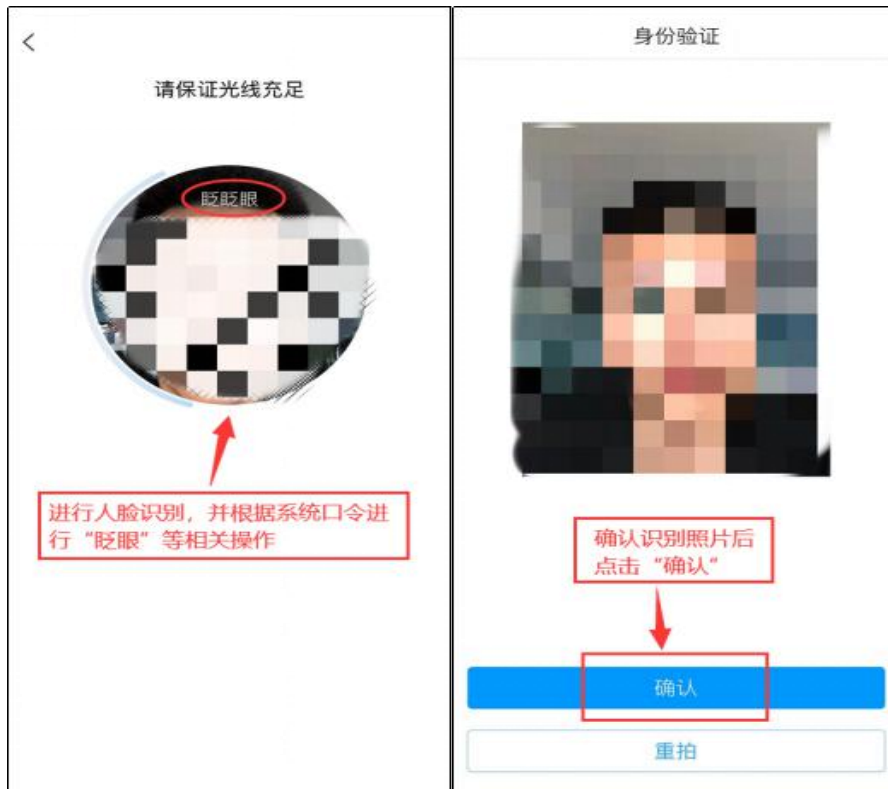 请保证光线充足
眨眨眼
进行人脸识别，并根据系统口令进
行“眨眼”等相关操作
身份验证
确认识别照片后
点击“确认”
确认
重拍